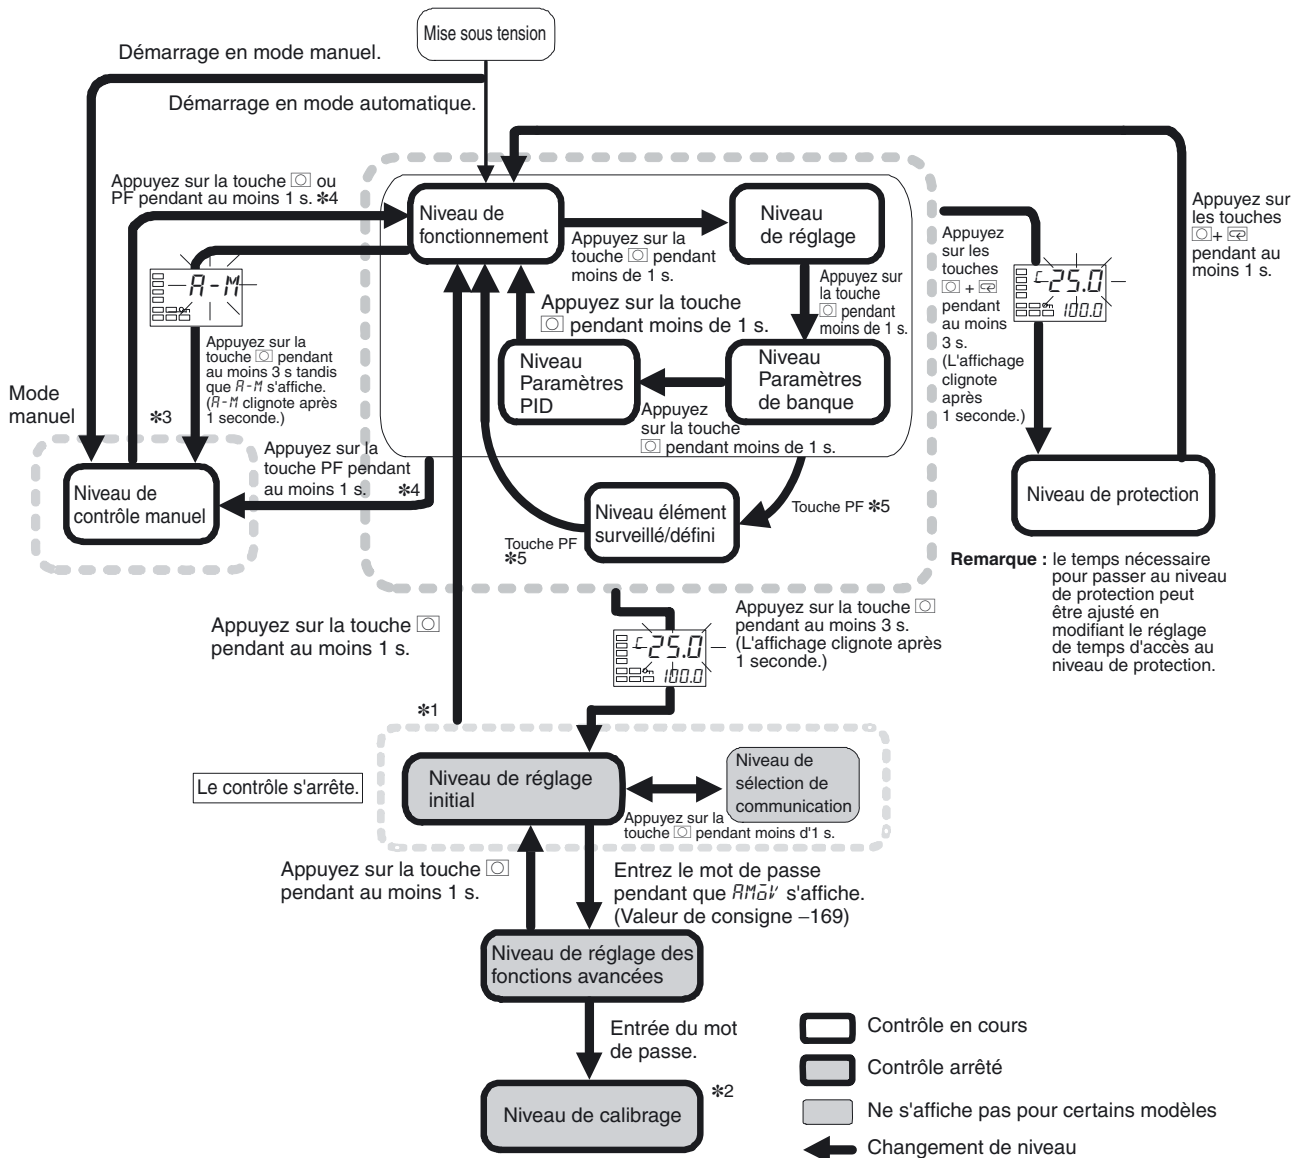 Mise sous tension
Démarrage en mode manuel.
Démarrage en mode automatique.
Appuyez sur la touche ou
PF pendant au moins 1 s. ✻4
Niveau de
fonctionnement
Appuyez sur la
touche pendant
moins de 1 s.
Niveau
de réglage
Appuyez sur
la touche
pendant
moins de 1 s.
Appuyez sur la touche
pendant moins de 1 s.
Niveau
Paramètres
PID
Niveau
Paramètres
de banque
Appuyez
sur la touche
pendant moins de 1 s.
Appuyez
sur les
touches
+
pendant
au moins
3 s.
(L'affichage
clignote
après
1 seconde.)
C 25.0
100.0
Appuyez sur
les touches
+
pendant au
moins 1 s.
A-M
Appuyez sur la
touche pendant
au moins 3 s tandis
que A-M s'affiche.
(A-M clignote après
1 seconde.)
✻3
Mode
manuel
Niveau de
contrôle manuel
Appuyez sur la
touche PF pendant
au moins 1 s. ✻4
Niveau élément
surveillé/défini
Touche PF ✻5
Touche PF
✻5
Niveau de protection
Remarque : le temps nécessaire
pour passer au niveau
de protection peut
être ajusté en
modifiant le réglage
de temps d'accès au
niveau de protection.
Appuyez sur la touche
pendant au moins 1 s.
✻1
C 25.0
100.0
Appuyez sur la touche
pendant au moins 3 s.
(L'affichage clignote après
1 seconde.)
Le contrôle s'arrête.
Niveau de réglage
initial
Niveau de
sélection de
communication
Appuyez sur la
touche pendant moins d'1 s.
Appuyez sur la touche
pendant au moins 1 s.
Entrez le mot de passe
pendant que AMoV s'affiche.
(Valeur de consigne –169)
Niveau de réglage des
fonctions avancées
Entrée du mot
de passe.
Niveau de calibrage
✻2
Contrôle en cours
Contrôle arrêté
Ne s'affiche pas pour certains modèles
Changement de niveau